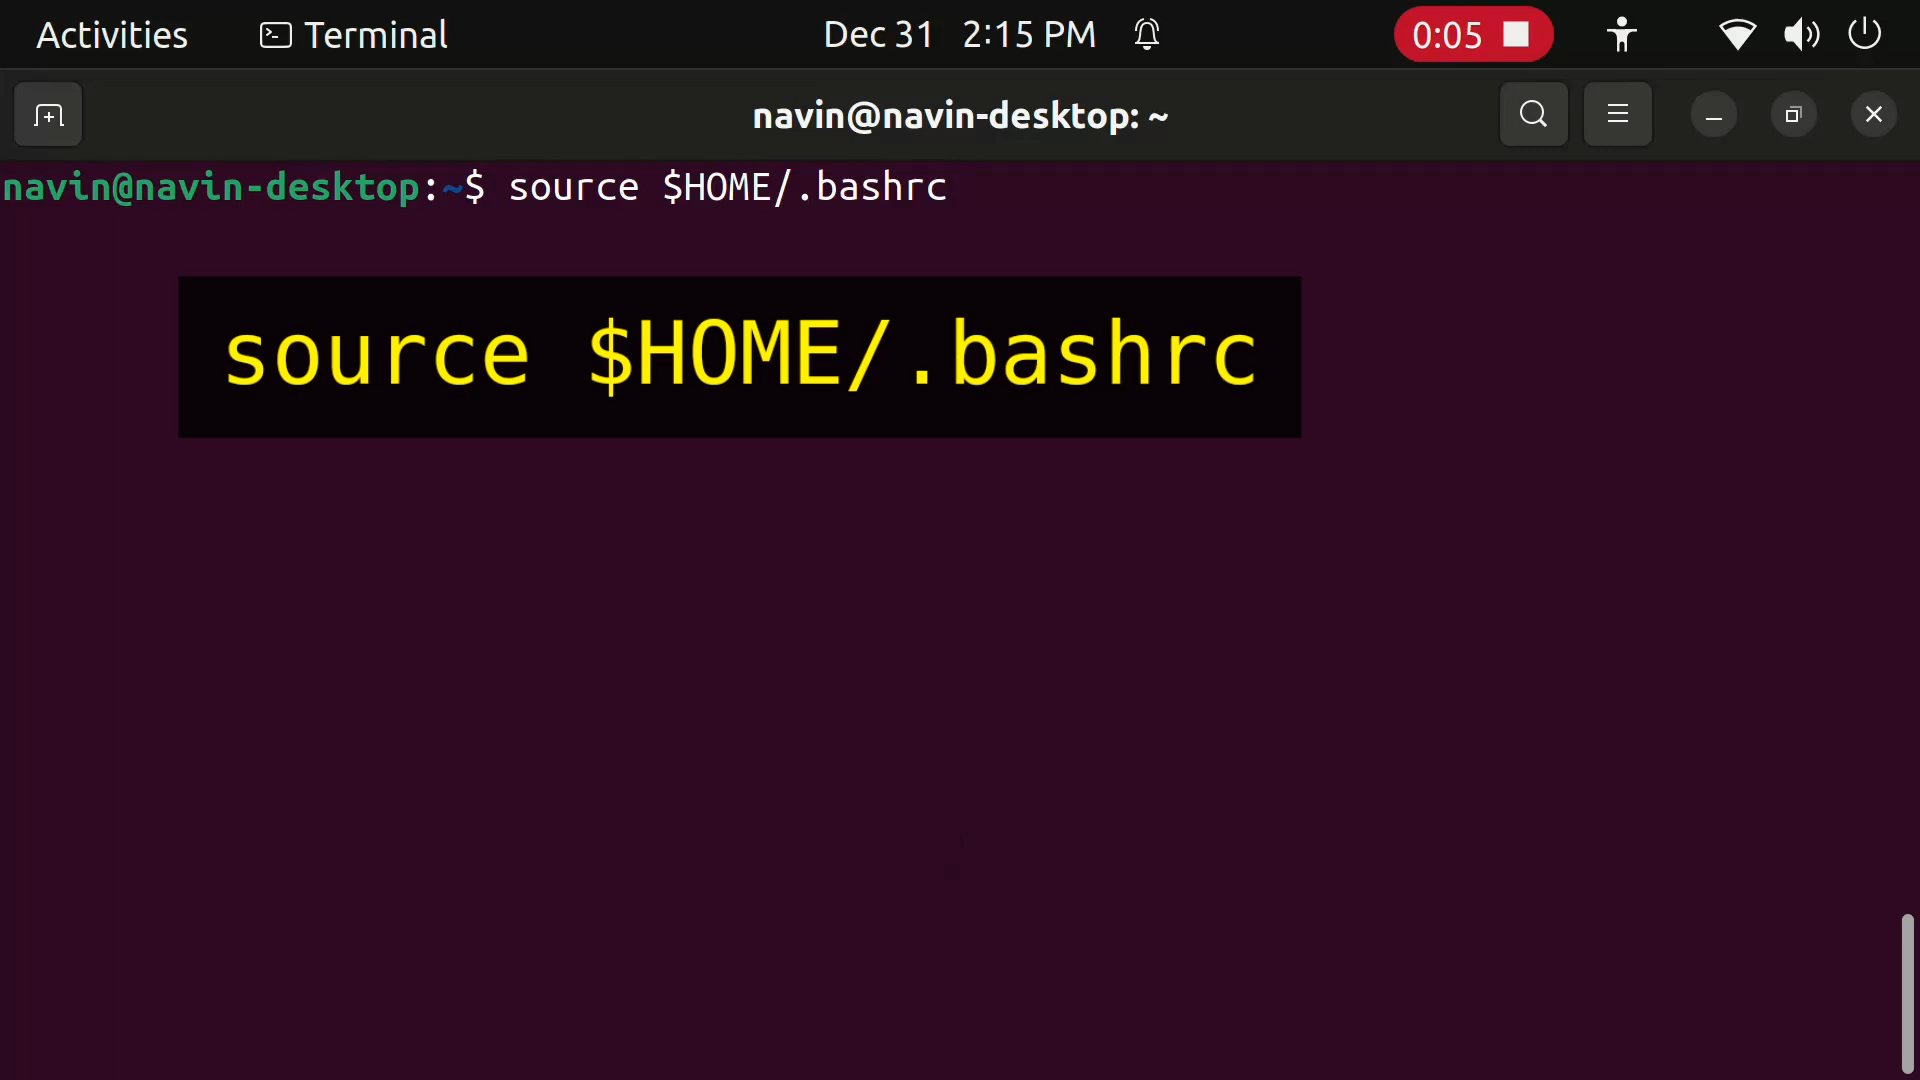 Activities Terminal Dec 31 2:15 PM 0:05
navin@navin-desktop: ~
navin@navin-desktop:~$ source $HOME/.bashrc
source $HOME/.bashrc